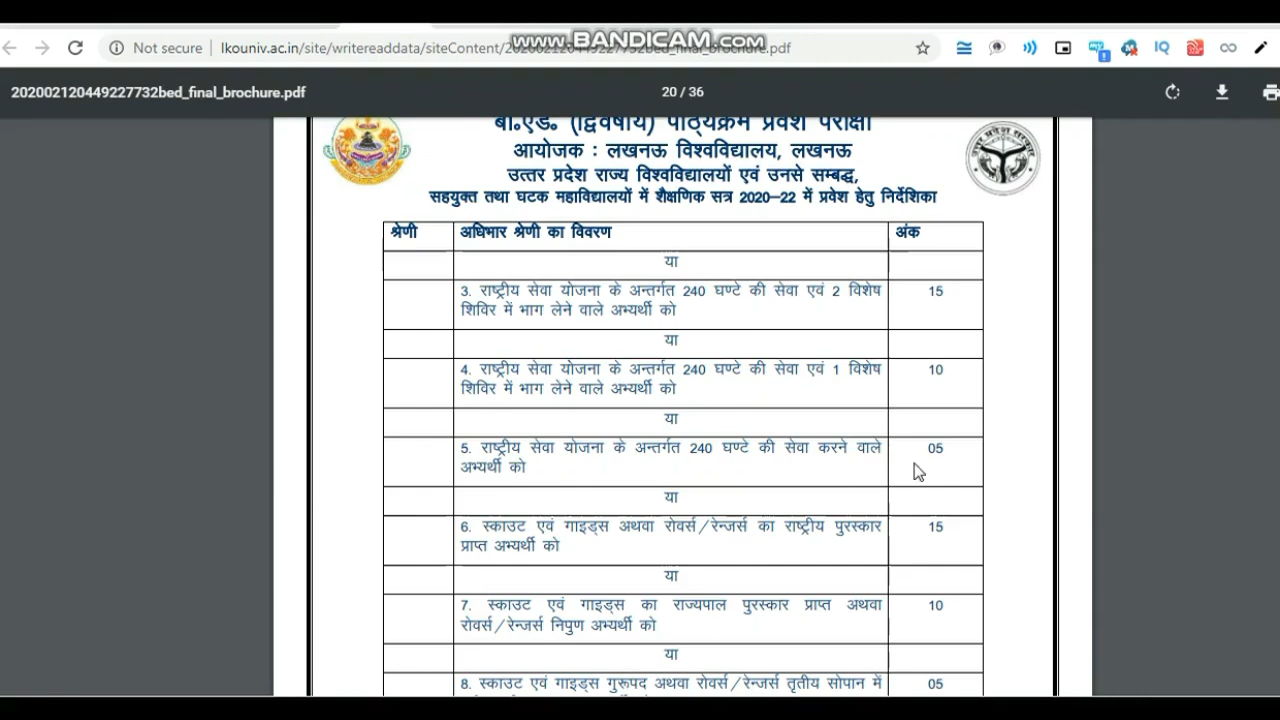 www.BANDICAM.com
Not secure
lkouniv.ac.in/site/writereaddata/siteContent/202002120449227732bed_final_brochure.pdf
IQ
202002120449227732bed_final_brochure.pdf
20 / 36
बी०एड० (द्विवर्षीय) पाठ्यक्रम प्रवेश परीक्षा
आयोजक : लखनऊ विश्वविद्यालय, लखनऊ
उत्तर प्रदेश राज्य विश्वविद्यालयों एवं उनसे सम्बद्ध,
सहयुक्त तथा घटक महाविद्यालयों में शैक्षणिक सत्र 2020–22 में प्रवेश हेतु निर्देशिका
श्रेणी अधिभार श्रेणी का विवरण अंक
या
3. राष्ट्रीय सेवा योजना के अन्तर्गत 240 घण्टे की सेवा एवं 2 विशेष 15
शिविर में भाग लेने वाले अभ्यर्थी को
या
4. राष्ट्रीय सेवा योजना के अन्तर्गत 240 घण्टे की सेवा एवं 1 विशेष 10
शिविर में भाग लेने वाले अभ्यर्थी को
या
5. राष्ट्रीय सेवा योजना के अन्तर्गत 240 घण्टे की सेवा करने वाले 05
अभ्यर्थी को
या
6. स्काउट एवं गाइड्स अथवा रोवर्स/रेन्जर्स का राष्ट्रीय पुरस्कार 15
प्राप्त अभ्यर्थी को
या
7. स्काउट एवं गाइड्स का राज्यपाल पुरस्कार प्राप्त अथवा 10
रोवर्स/रेन्जर्स निपुण अभ्यर्थी को
या
8. स्काउट एवं गाइड्स गुरूपद अथवा रोवर्स/रेन्जर्स तृतीय सोपान में 05